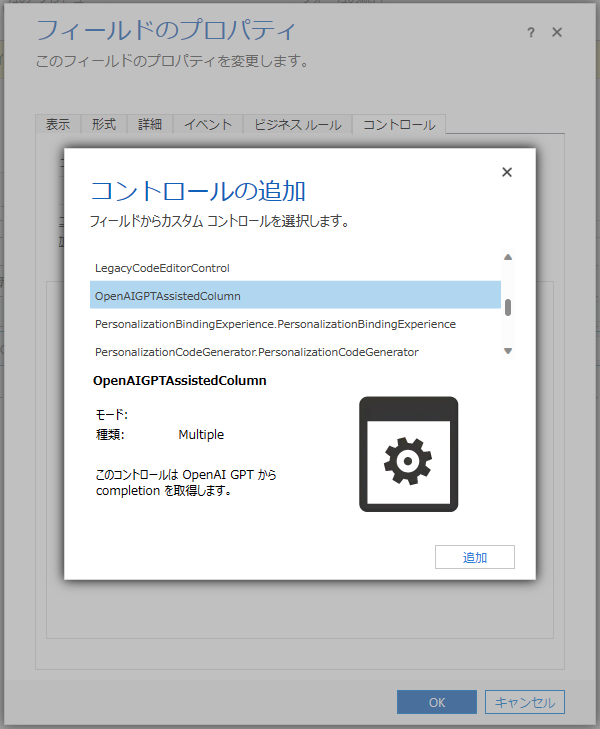 フィールドのプロパティ
? ×
このフィールドのプロパティを変更します。
表示 形式 詳細 イベント ビジネス ルール コントロール
×
コントロールの追加
フィールドからカスタム コントロールを選択します。
LegacyCodeEditorControl
OpenAIGPTAssistedColumn
PersonalizationBindingExperience.PersonalizationBindingExperience
PersonalizationCodeGenerator.PersonalizationCodeGenerator
OpenAIGPTAssistedColumn
モード:
種類: Multiple
このコントロールは OpenAI GPT から
completion を取得します。
追加
OK キャンセル